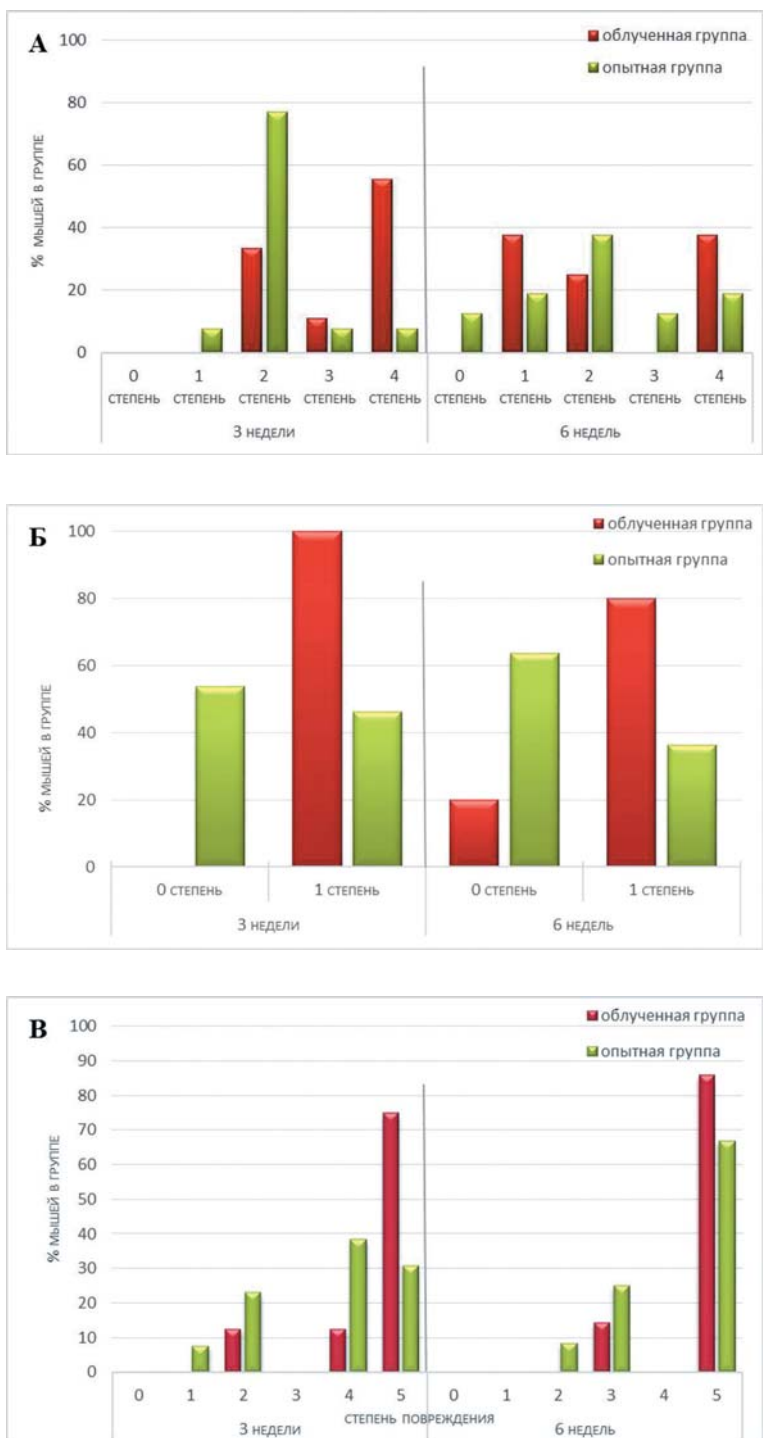 А
100
облученная группа
опытная группа
80
60
40
20
0
% МЫШЕЙ В ГРУППЕ
0 1 2 3 4 0 1 2 3 4
СТЕПЕНЬ СТЕПЕНЬ СТЕПЕНЬ СТЕПЕНЬ СТЕПЕНЬ СТЕПЕНЬ СТЕПЕНЬ СТЕПЕНЬ СТЕПЕНЬ СТЕПЕНЬ
3 НЕДЕЛИ 6 НЕДЕЛЬ
Б
100
облученная группа
опытная группа
80
60
40
20
0
% МЫШЕЙ В ГРУППЕ
0 СТЕПЕНЬ 1 СТЕПЕНЬ 0 СТЕПЕНЬ 1 СТЕПЕНЬ
3 НЕДЕЛИ 6 НЕДЕЛЬ
В
100
облученная группа
опытная группа
90
80
70
60
50
40
30
20
10
0
% МЫШЕЙ В ГРУППЕ
0 1 2 3 4 5 0 1 2 3 4 5
СТЕПЕНЬ ПОВРЕЖДЕНИЯ
3 НЕДЕЛИ 6 НЕДЕЛЬ